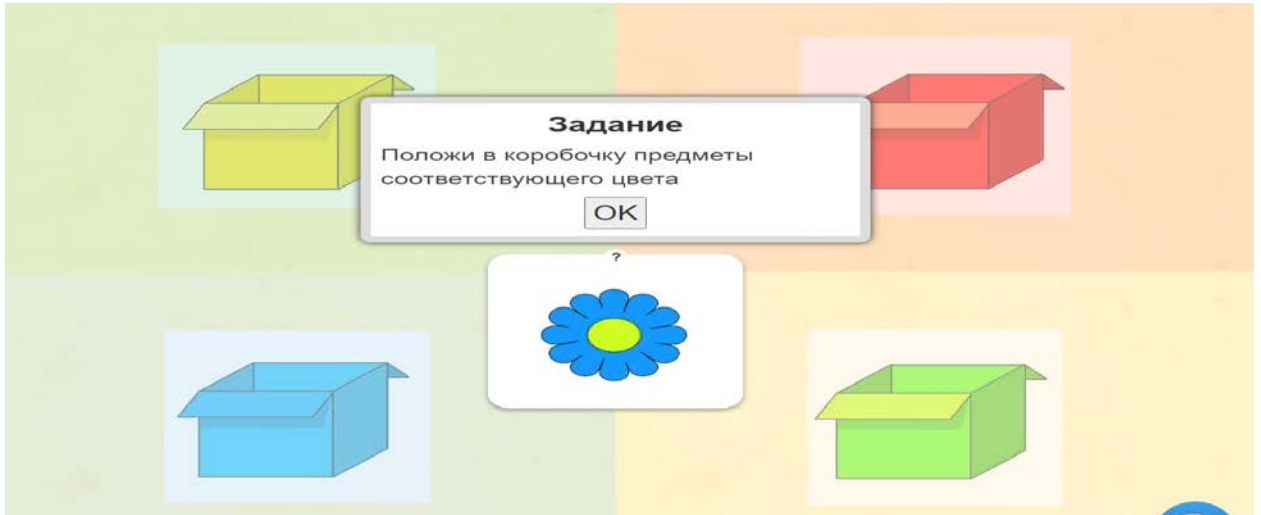 Задание
Положи в коробочку предметы
соответствующего цвета
OK
?